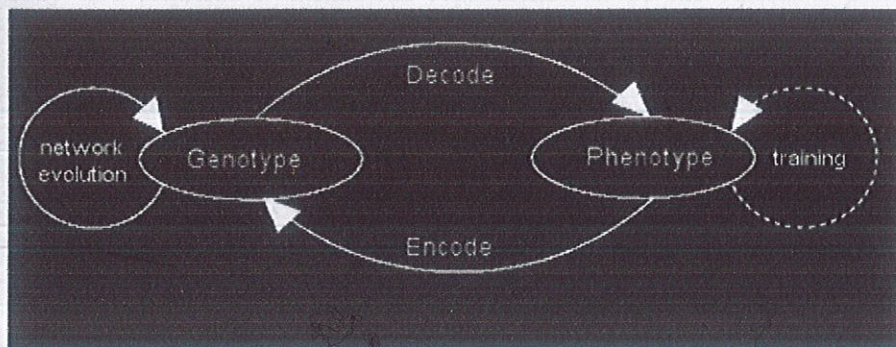 Decode
network
evolution
Genotype
Phenotype
training
Encode